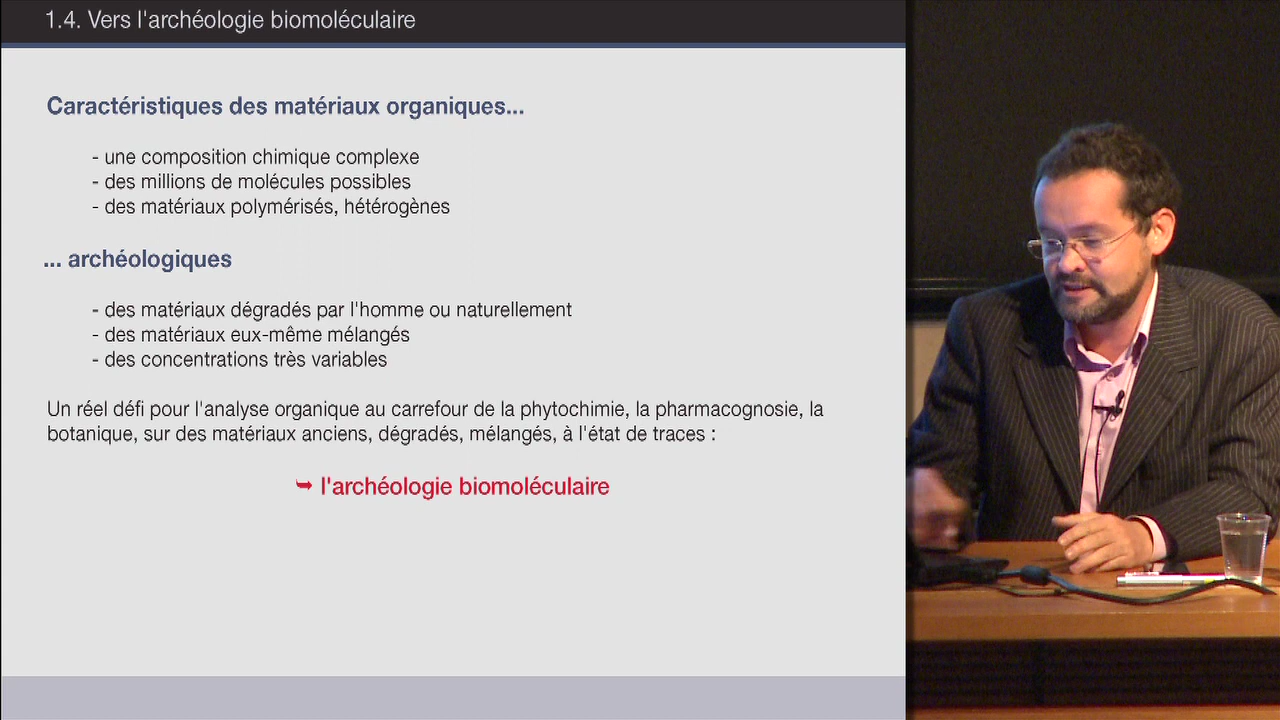 1.4. Vers l'archéologie biomoléculaire
Caractéristiques des matériaux organiques...
- une composition chimique complexe
- des millions de molécules possibles
- des matériaux polymérisés, hétérogènes
... archéologiques
- des matériaux dégradés par l'homme ou naturellement
- des matériaux eux-même mélangés
- des concentrations très variables
Un réel défi pour l'analyse organique au carrefour de la phytochimie, la pharmacognosie, la
botanique, sur des matériaux anciens, dégradés, mélangés, à l'état de traces :
➥ l'archéologie biomoléculaire